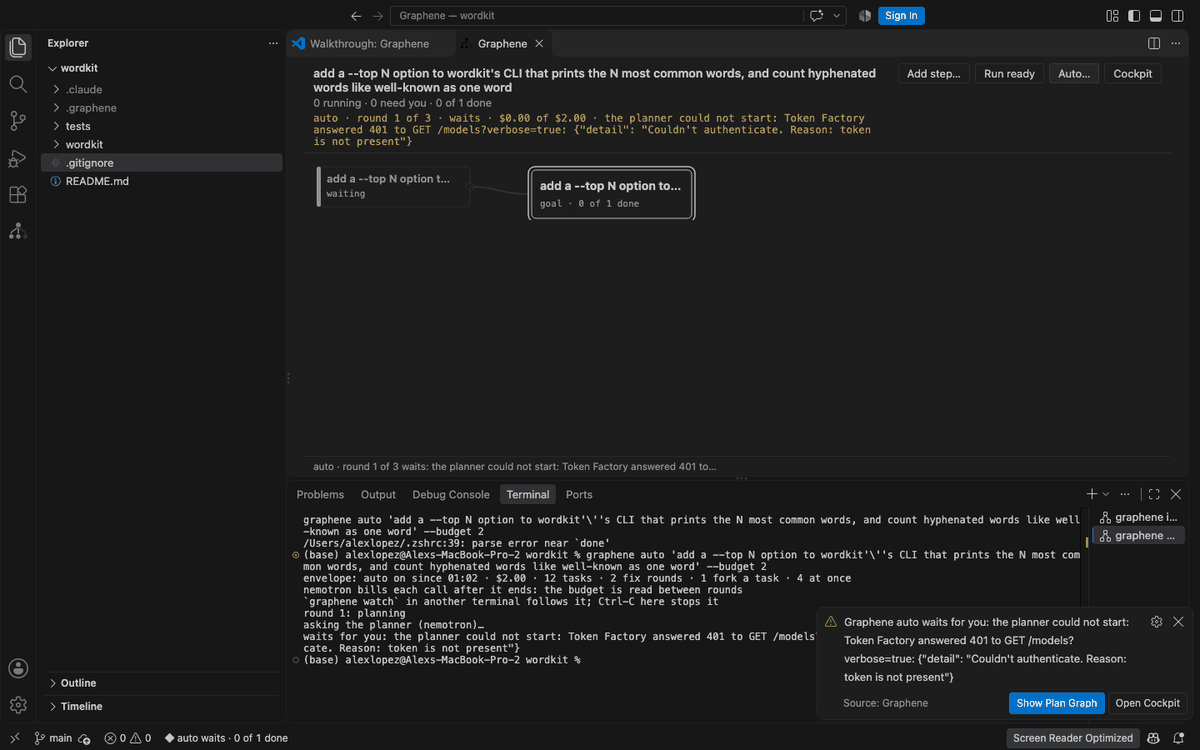 Graphene — wordkit
Sign In
Explorer
Walkthrough: Graphene
Graphene
wordkit
.claude
.graphene
tests
wordkit
.gitignore
README.md
add a --top N option to wordkit's CLI that prints the N most common words, and count hyphenated
words like well-known as one word
Add step...
Run ready
Auto...
Cockpit
0 running · 0 need you · 0 of 1 done
auto · round 1 of 3 · waits · $0.00 of $2.00 · the planner could not start: Token Factory
answered 401 to GET /models?verbose=true: {"detail": "Couldn't authenticate. Reason: token
is not present"}
add a --top N option t...
waiting
add a --top N option to...
goal · 0 of 1 done
auto · round 1 of 3 waits: the planner could not start: Token Factory answered 401 to...
Problems
Output
Debug Console
Terminal
Ports
graphene auto 'add a --top N option to wordkit'\''s CLI that prints the N most common words, and count hyphenated words like well
-known as one word' --budget 2
/Users/alexlopez/.zshrc:39: parse error near `done'
(base) alexlopez@Alexs-MacBook-Pro-2 wordkit % graphene auto 'add a --top N option to wordkit'\''s CLI that prints the N most com
mon words, and count hyphenated words like well-known as one word' --budget 2
envelope: auto on since 01:02 · $2.00 · 12 tasks · 2 fix rounds · 1 fork a task · 4 at once
nemotron bills each call after it ends: the budget is read between rounds
`graphene watch` in another terminal follows it; Ctrl-C here stops it
round 1: planning
asking the planner (nemotron)…
waits for you: the planner could not start: Token Factory answered 401 to GET /models
cate. Reason: token is not present"}
(base) alexlopez@Alexs-MacBook-Pro-2 wordkit %
graphene i...
graphene ...
Graphene auto waits for you: the planner could not start:
Token Factory answered 401 to GET /models?
verbose=true: {"detail": "Couldn't authenticate. Reason:
token is not present"}
Source: Graphene
Show Plan Graph
Open Cockpit
Outline
Timeline
main
0
0
auto waits · 0 of 1 done
Screen Reader Optimized